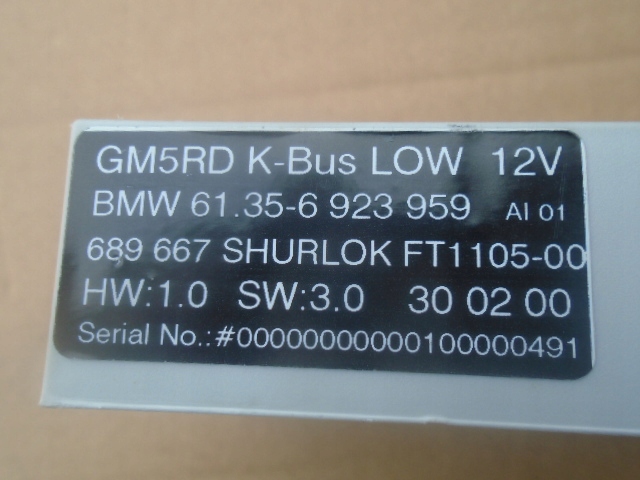 GM5RD K-Bus LOW 12V
BMW 61.35-6 923 959 AI 01
689 667 SHURLOK FT1105-00
HW:1.0 SW:3.0 30 02 00
Serial No.:#00000000000100000491